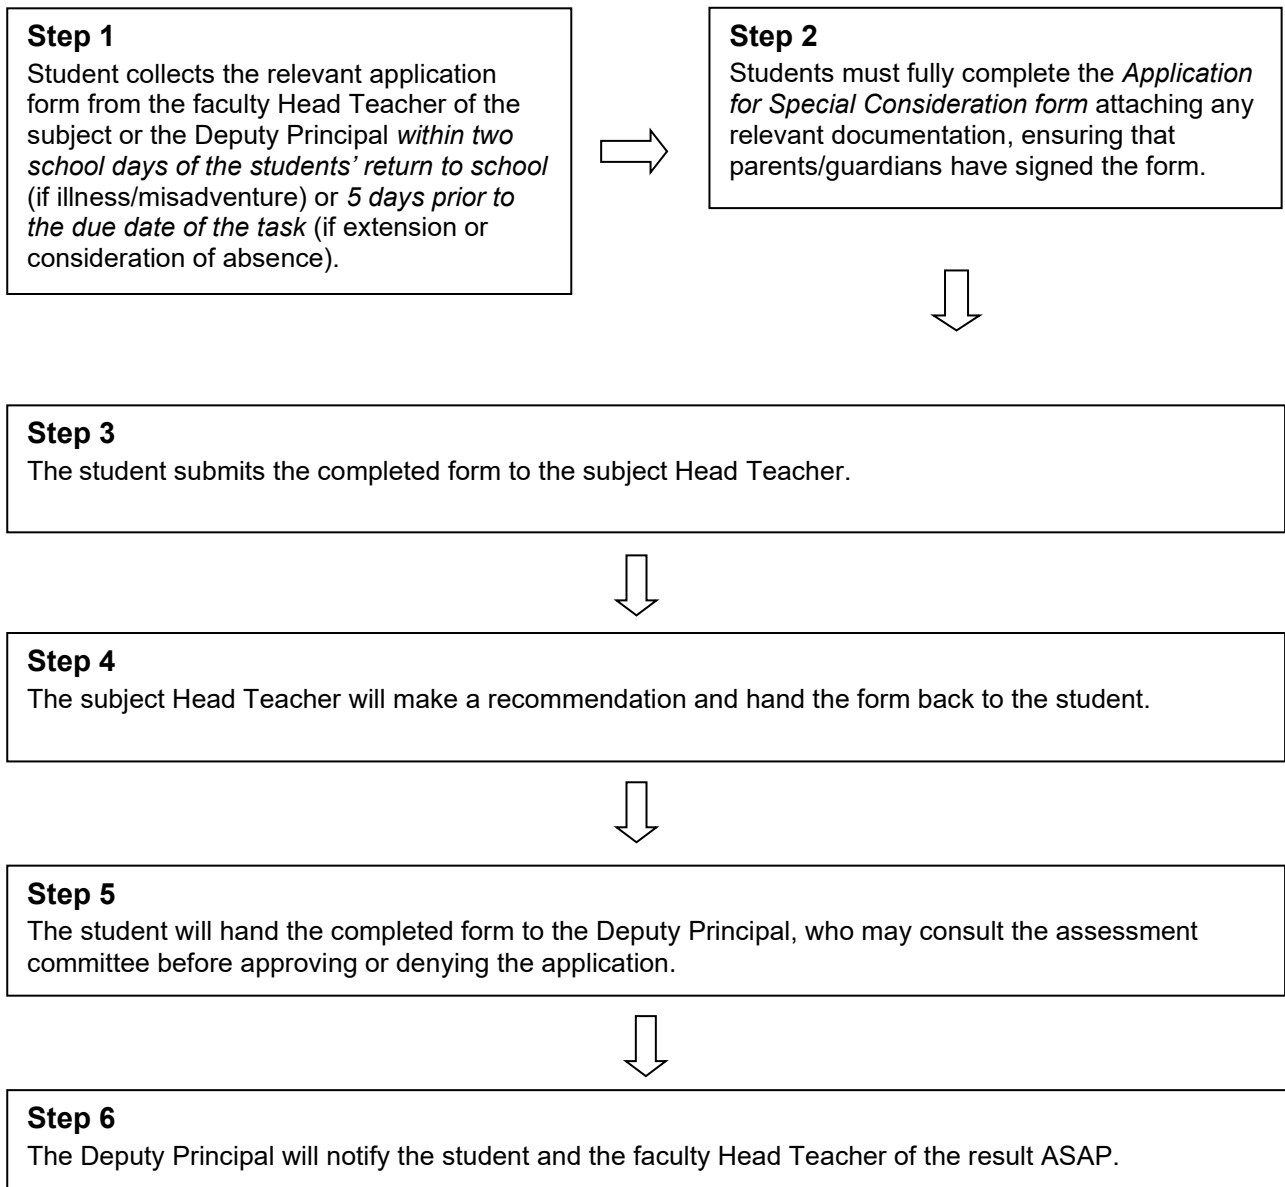 Step 1
Student collects the relevant application
form from the faculty Head Teacher of the
subject or the Deputy Principal within two
school days of the students’ return to school
(if illness/misadventure) or 5 days prior to
the due date of the task (if extension or
consideration of absence).
Step 2
Students must fully complete the Application
for Special Consideration form attaching any
relevant documentation, ensuring that
parents/guardians have signed the form.
Step 3
The student submits the completed form to the subject Head Teacher.
Step 4
The subject Head Teacher will make a recommendation and hand the form back to the student.
Step 5
The student will hand the completed form to the Deputy Principal, who may consult the assessment
committee before approving or denying the application.
Step 6
The Deputy Principal will notify the student and the faculty Head Teacher of the result ASAP.